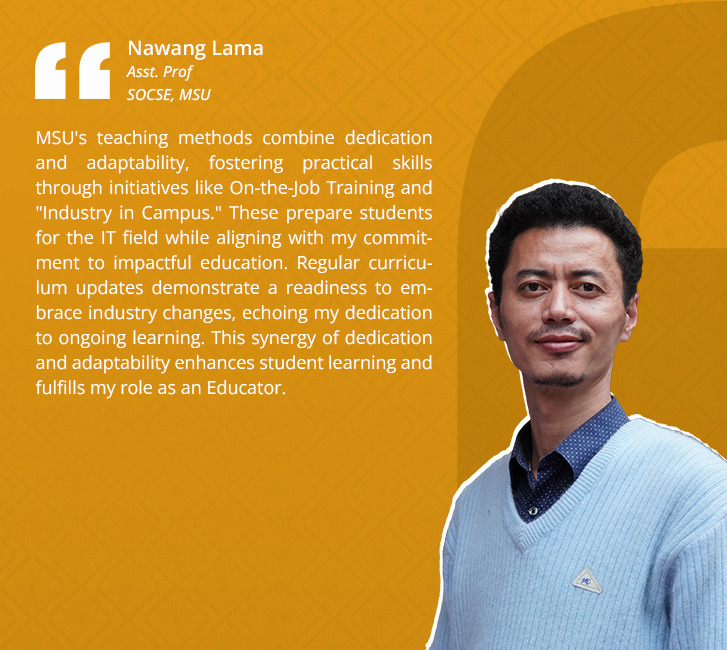 Nawang Lama
Asst. Prof
SOCSE, MSU
MSU's teaching methods combine dedication
and adaptability, fostering practical skills
through initiatives like On-the-Job Training and
"Industry in Campus." These prepare students
for the IT field while aligning with my commit-
ment to impactful education. Regular curricu-
lum updates demonstrate a readiness to em-
brace industry changes, echoing my dedication
to ongoing learning. This synergy of dedication
and adaptability enhances student learning and
fulfills my role as an Educator.